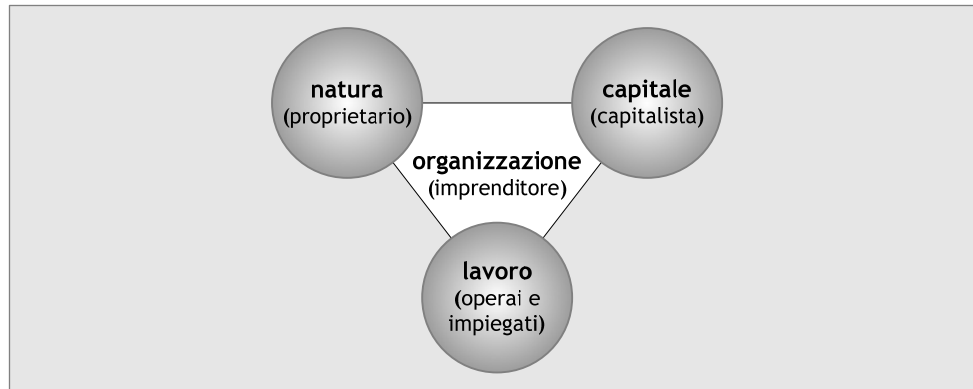 natura
(proprietario)
capitale
(capitalista)
organizzazione
(imprenditore)
lavoro
(operai e
impiegati)